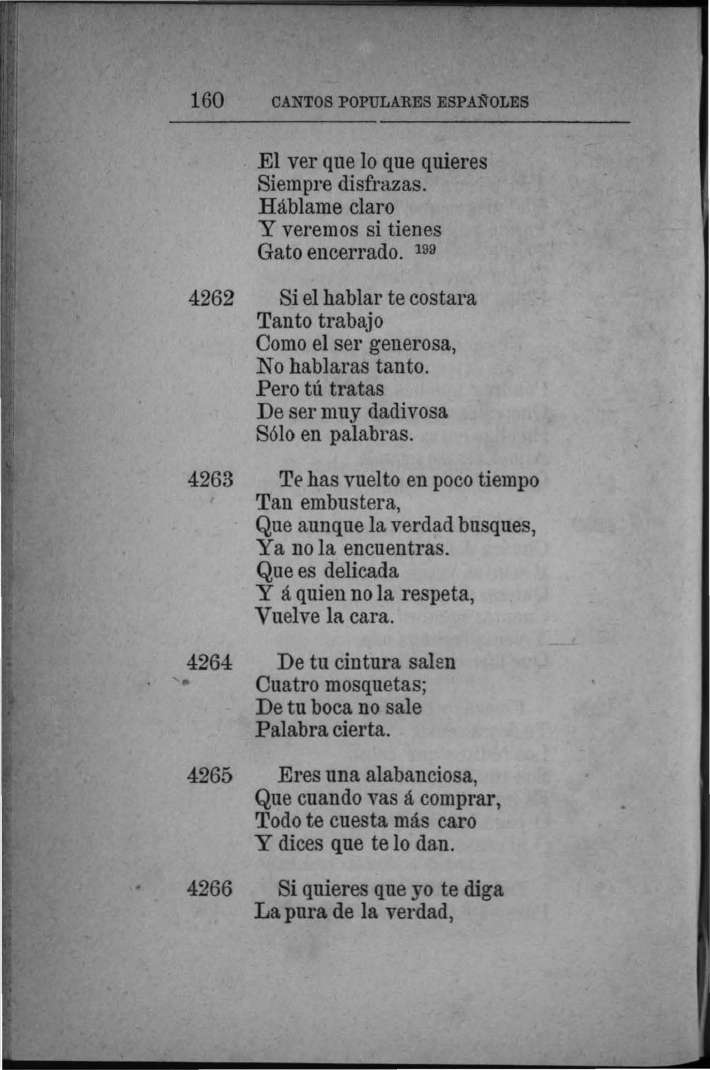 160 CANTOS POPULARES ESPAÑOLES
El ver que lo que quieres
Siempre disfrazas.
Háblame claro
Y veremos si tienes
Gato encerrado. 199
4262 Si el hablar te costara
Tanto trabajo
Como el ser generosa,
No hablaras tanto.
Pero tú tratas
De ser muy dadivosa
Sólo en palabras.
4263 Te has vuelto en poco tiempo
Tan embustera,
Que aunque la verdad busques,
Ya no la encuentras.
Que es delicada
Y á quien no la respeta,
Vuelve la cara.
4264 De tu cintura salen
Cuatro mosquetas;
De tu boca no sale
Palabra cierta.
4265 Eres una alabanciosa,
Que cuando vas á comprar,
Todo te cuesta más caro
Y dices que te lo dan.
4266 Si quieres que yo te diga
La pura de la verdad,